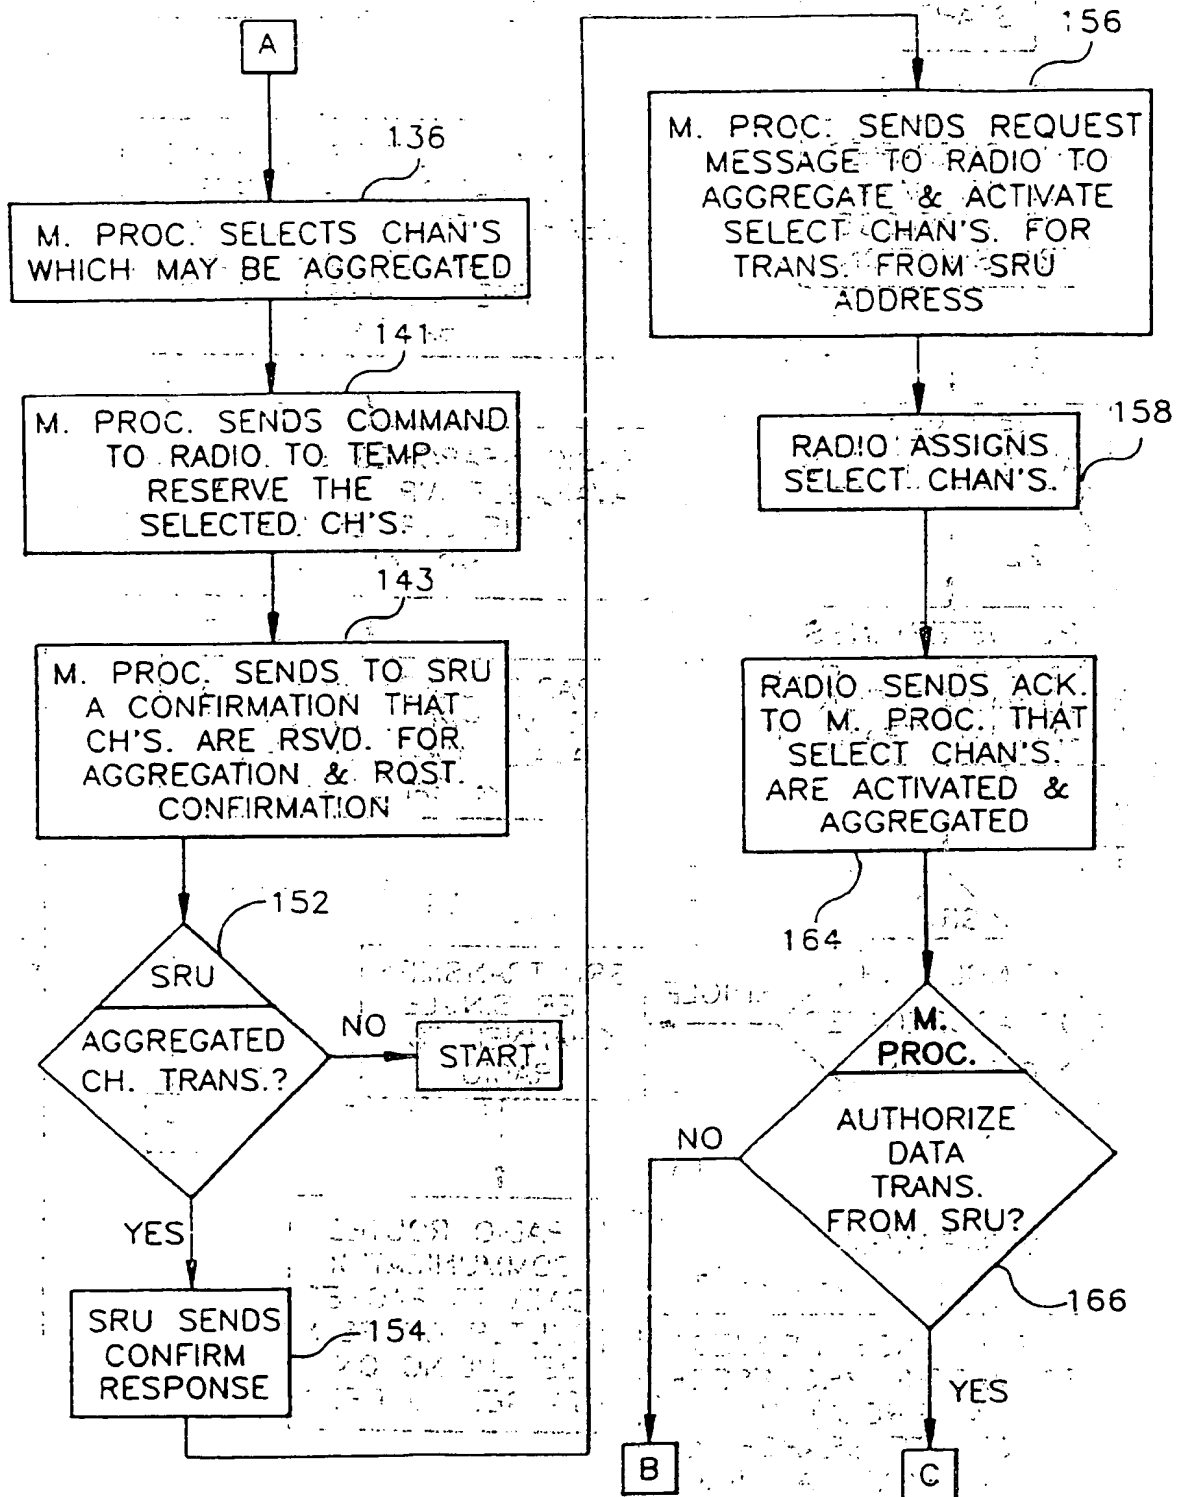 A
136
M. PROC. SELECTS CHAN'S
WHICH MAY BE AGGREGATED
141
M. PROC. SENDS COMMAND
TO RADIO TO TEMP.
RESERVE THE
SELECTED CH'S.
143
M. PROC. SENDS TO SRU
A CONFIRMATION THAT
CH'S. ARE RSVD. FOR
AGGREGATION & RQST.
CONFIRMATION
152
SRU
AGGREGATED
CH. TRANS.?
NO
START
YES
SRU SENDS
CONFIRM
RESPONSE
154
156
M. PROC. SENDS REQUEST
MESSAGE TO RADIO TO
AGGREGATE & ACTIVATE
SELECT CHAN'S. FOR
TRANS. FROM SRU
ADDRESS
158
RADIO ASSIGNS
SELECT CHAN'S.
RADIO SENDS ACK.
TO M. PROC. THAT
SELECT CHAN'S.
ARE ACTIVATED &
AGGREGATED
164
M.
PROC.
AUTHORIZE
DATA
TRANS.
FROM SRU?
NO
166
YES
B
C